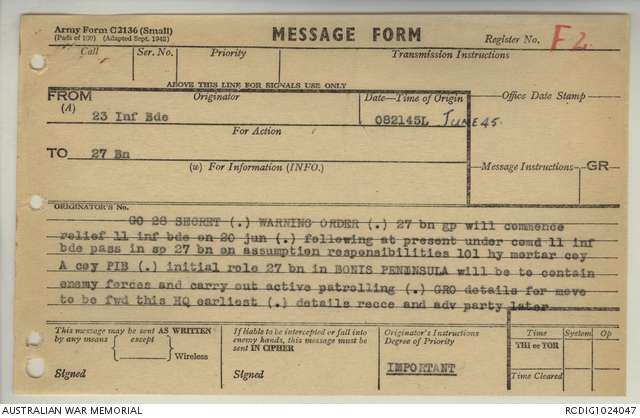 Army Form C2136 (Small)
(Pads of 100) (Adapted Sept. 1942)
MESSAGE FORM
Register No. F2
Call
Ser. No.
Priority
Transmission Instructions
ABOVE THIS LINE FOR SIGNALS USE ONLY
FROM
(A)
Originator
Date—Time of Origin
Office Date Stamp
23 Inf Bde
082145L JUNE 45.
For Action
TO 27 Bn
(w) For Information (INFO.)
Message Instructions
GR
ORIGINATOR'S No.
GO 28 SECRET (.) WARNING ORDER (.) 27 bn gp will commence
relief 11 inf bde on 20 jun (.) following at present under comd 11 inf
bde pass in sp 27 bn on assumption responsibilities 101 hy mortar coy
A coy PIB (.) initial role 27 bn in BONIS PENINSULA will be to contain
enemy forces and carry out active patrolling (.) GRO details for move
to be fwd this HQ earliest (.) details recce and adv party later
This message may be sent AS WRITTEN
by any means { except }
Wireless
Signed
If liable to be intercepted or fall into
enemy hands, this message must be
sent IN CIPHER
Signed
Originator's Instructions
Degree of Priority
IMPORTANT
Time
System
Op
THI or TOR
Time Cleared
AUSTRALIAN WAR MEMORIAL
RCDIG1024047